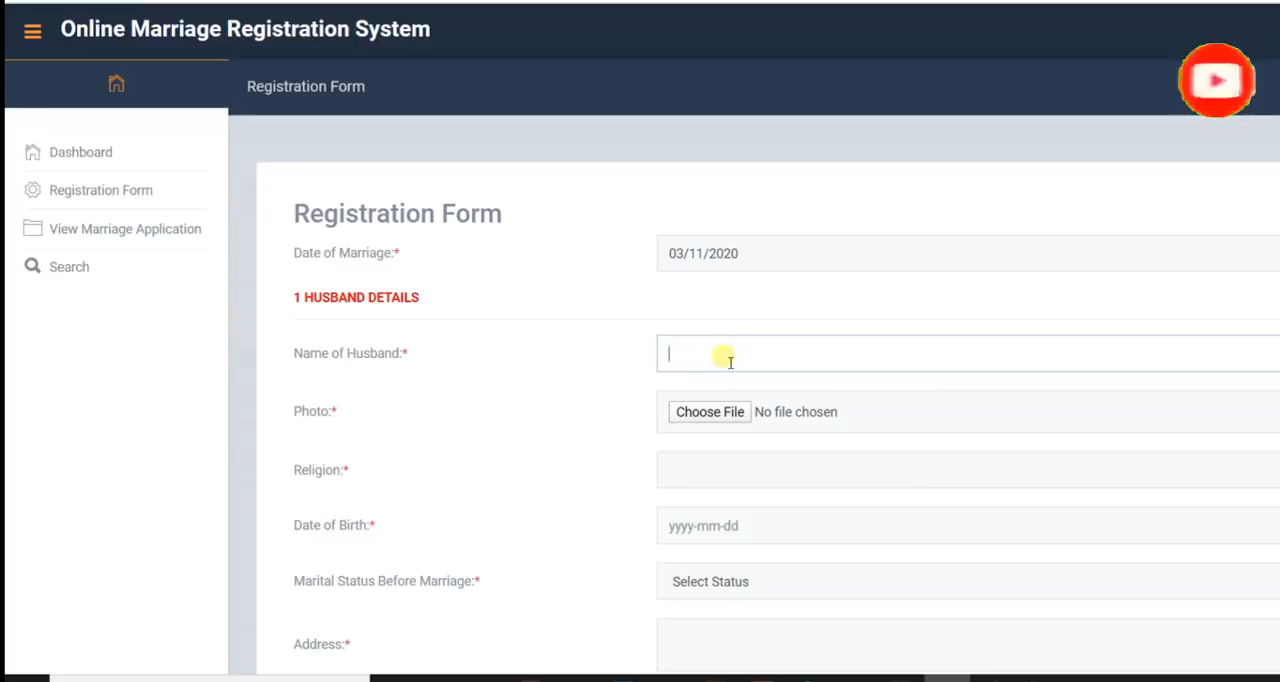 Online Marriage Registration System
Registration Form
Dashboard
Registration Form
View Marriage Application
Search
Registration Form
Date of Marriage:* 03/11/2020
1 HUSBAND DETAILS
Name of Husband:*
Photo:* Choose File No file chosen
Religion:*
Date of Birth:* yyyy-mm-dd
Marital Status Before Marriage:* Select Status
Address:*